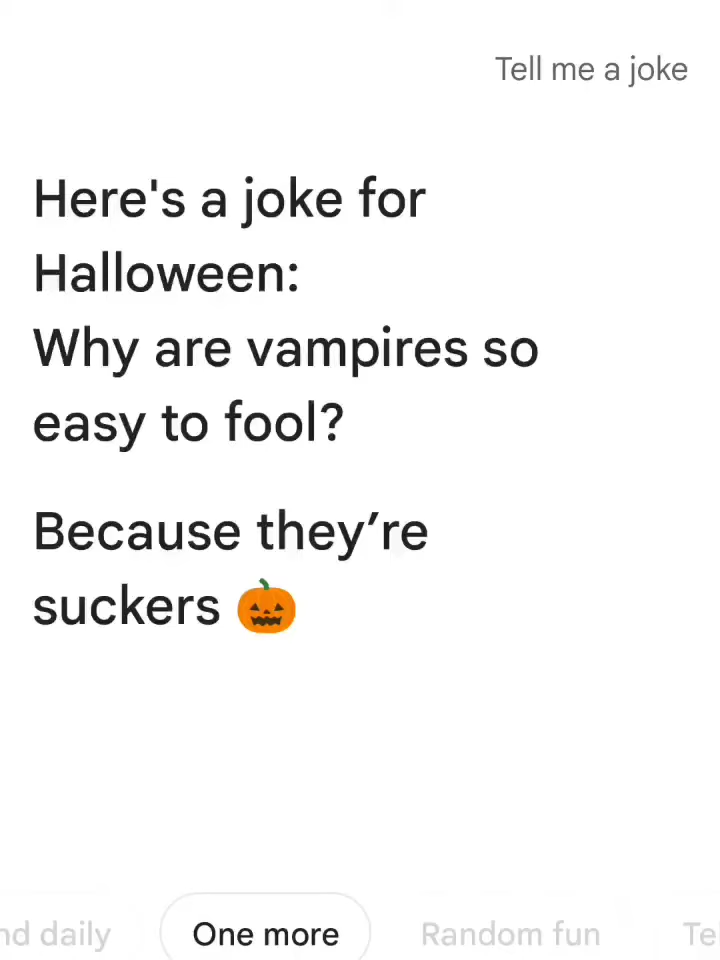 Tell me a joke
Here's a joke for
Halloween:
Why are vampires so
easy to fool?
Because they’re
suckers 🎃
daily One more Random fun